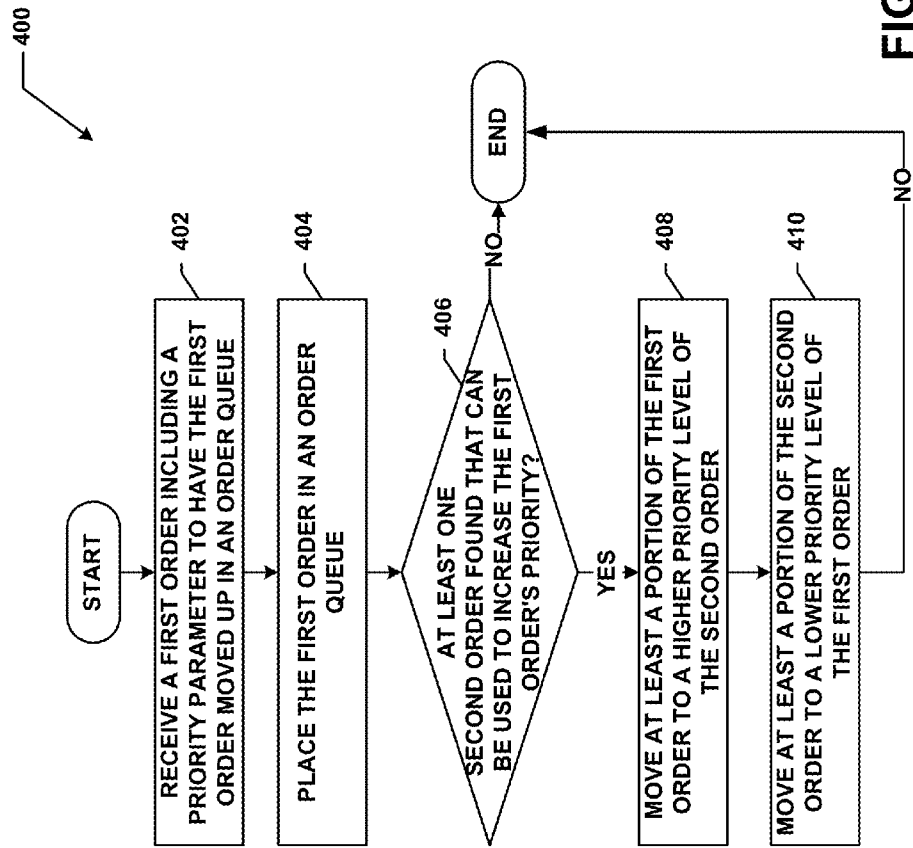 400
START
RECEIVE A FIRST ORDER INCLUDING A
PRIORITY PARAMETER TO HAVE THE FIRST
ORDER MOVED UP IN AN ORDER QUEUE
402
PLACE THE FIRST ORDER IN AN ORDER
QUEUE
404
AT LEAST ONE
SECOND ORDER FOUND THAT CAN
BE USED TO INCREASE THE FIRST
ORDER'S PRIORITY?
406
NO
END
YES
MOVE AT LEAST A PORTION OF THE FIRST
ORDER TO A HIGHER PRIORITY LEVEL OF
THE SECOND ORDER
408
MOVE AT LEAST A PORTION OF THE SECOND
ORDER TO A LOWER PRIORITY LEVEL OF
THE FIRST ORDER
410
NO
FIG